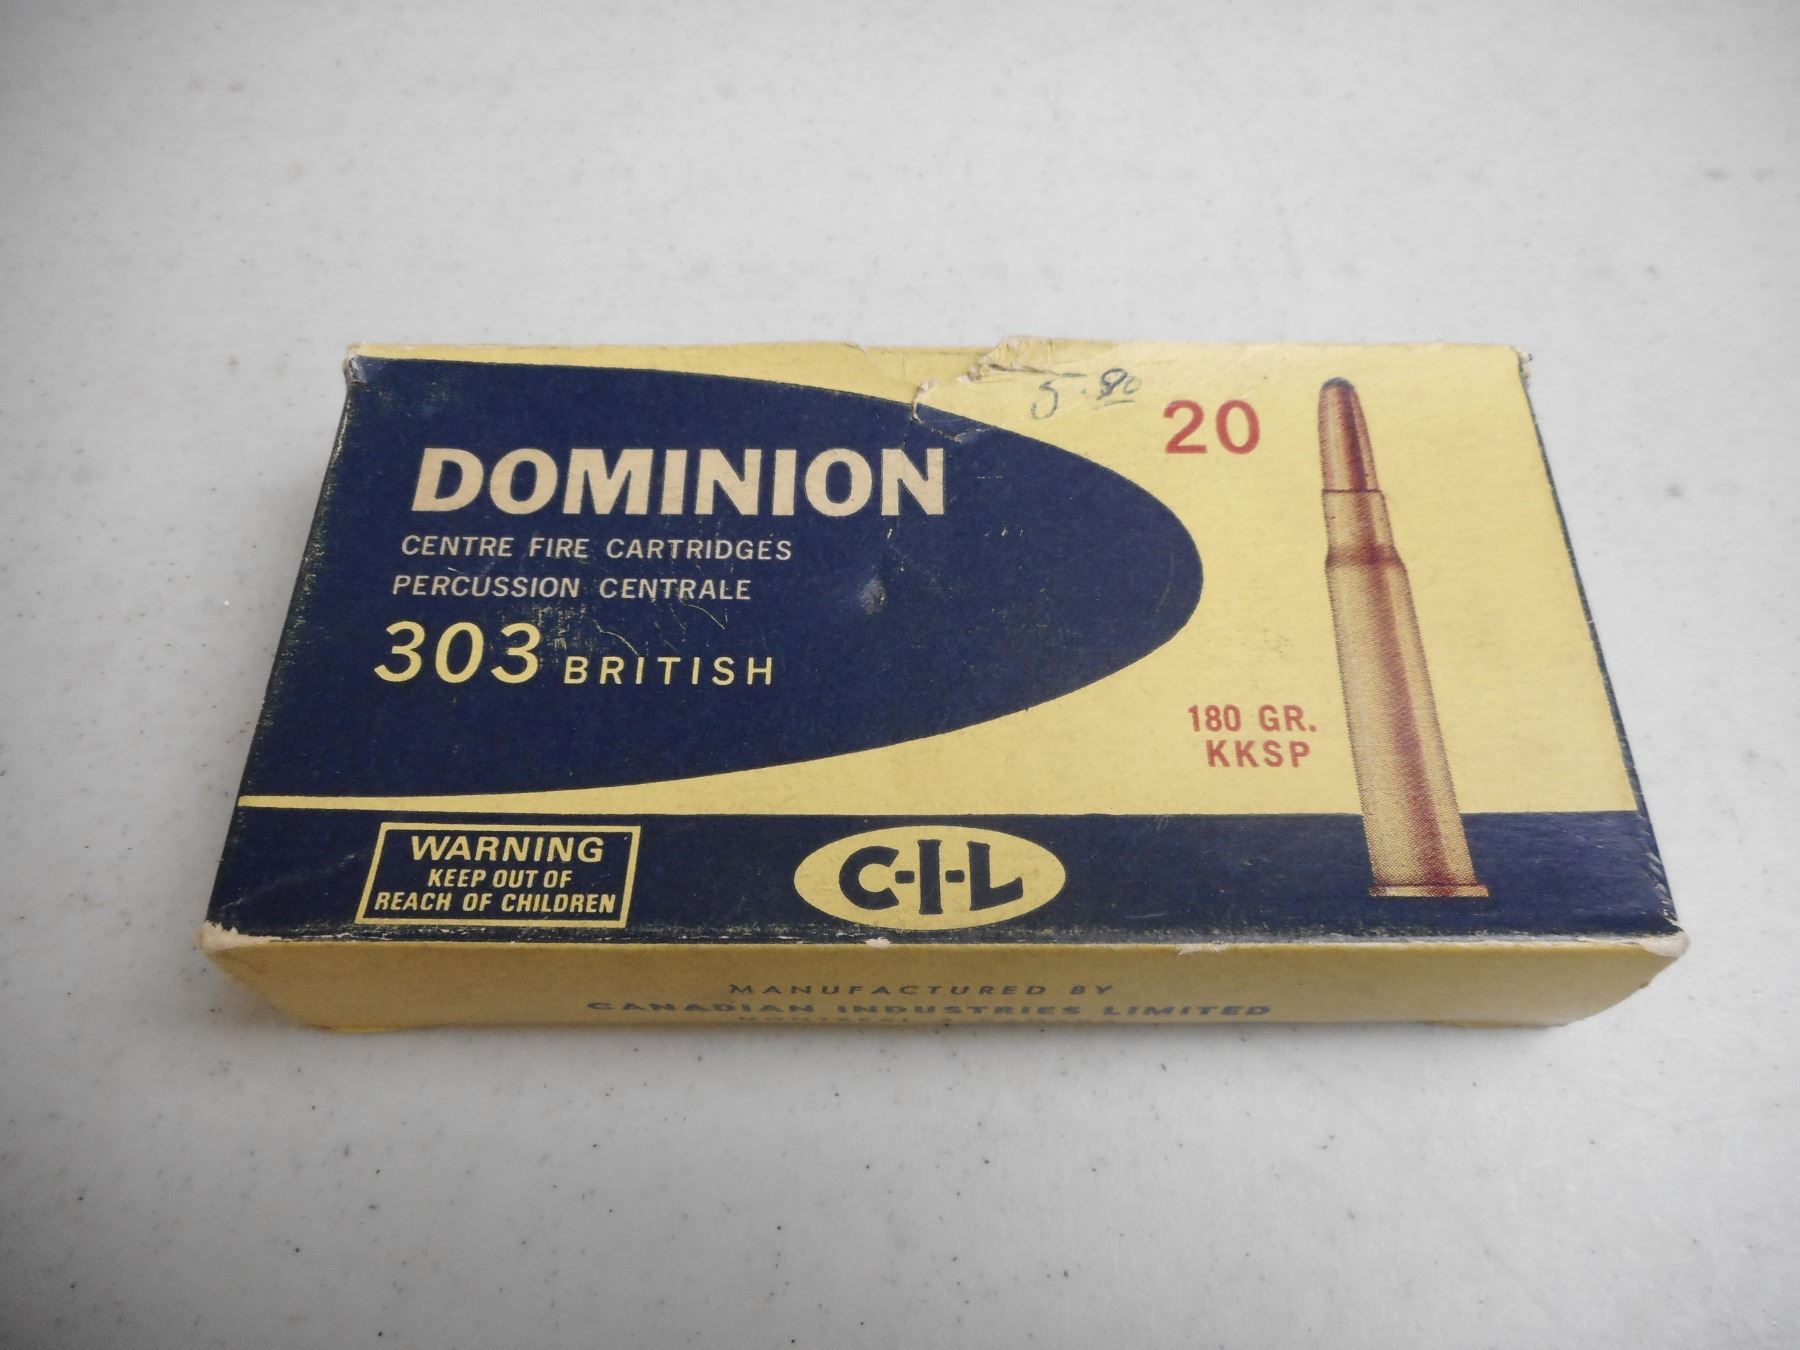 5.80
20
DOMINION
CENTRE FIRE CARTRIDGES
PERCUSSION CENTRALE
303 BRITISH
180 GR.
KKSP
WARNING
KEEP OUT OF
REACH OF CHILDREN
C-I-L
MANUFACTURED BY
CANADIAN INDUSTRIES LIMITED